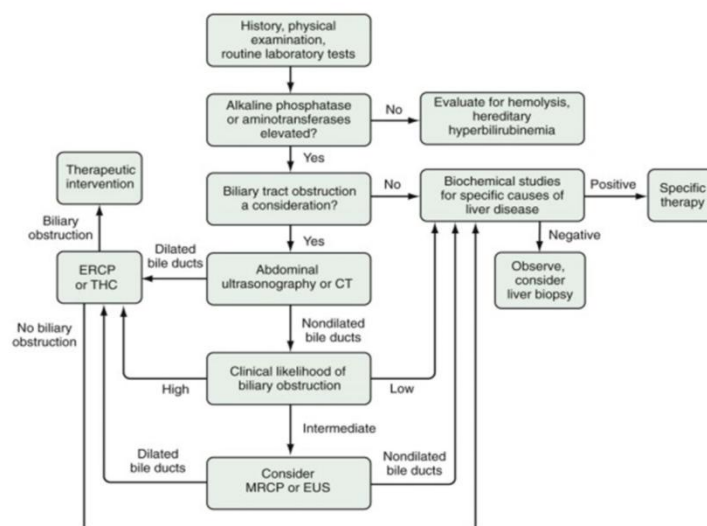 History, physical
examination,
routine laboratory tests
Alkaline phosphatase
or aminotransferases
elevated?
No
Evaluate for hemolysis,
hereditary
hyperbilirubinemia
Yes
Therapeutic
intervention
Biliary tract obstruction
a consideration?
No
Biochemical studies
for specific causes of
liver disease
Positive
Specific
therapy
Biliary
obstruction
Yes
Negative
Dilated
bile ducts
ERCP
or THC
Abdominal
ultrasonography or CT
Observe,
consider
liver biopsy
No biliary
obstruction
Nondilated
bile ducts
Clinical likelihood of
biliary obstruction
High
Low
Intermediate
Dilated
bile ducts
Nondilated
bile ducts
Consider
MRCP or EUS